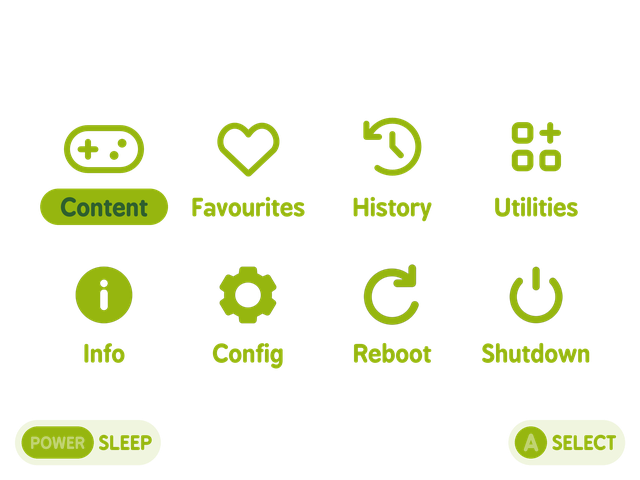 Content Favourites History Utilities
Info Config Reboot Shutdown
POWER SLEEP A SELECT